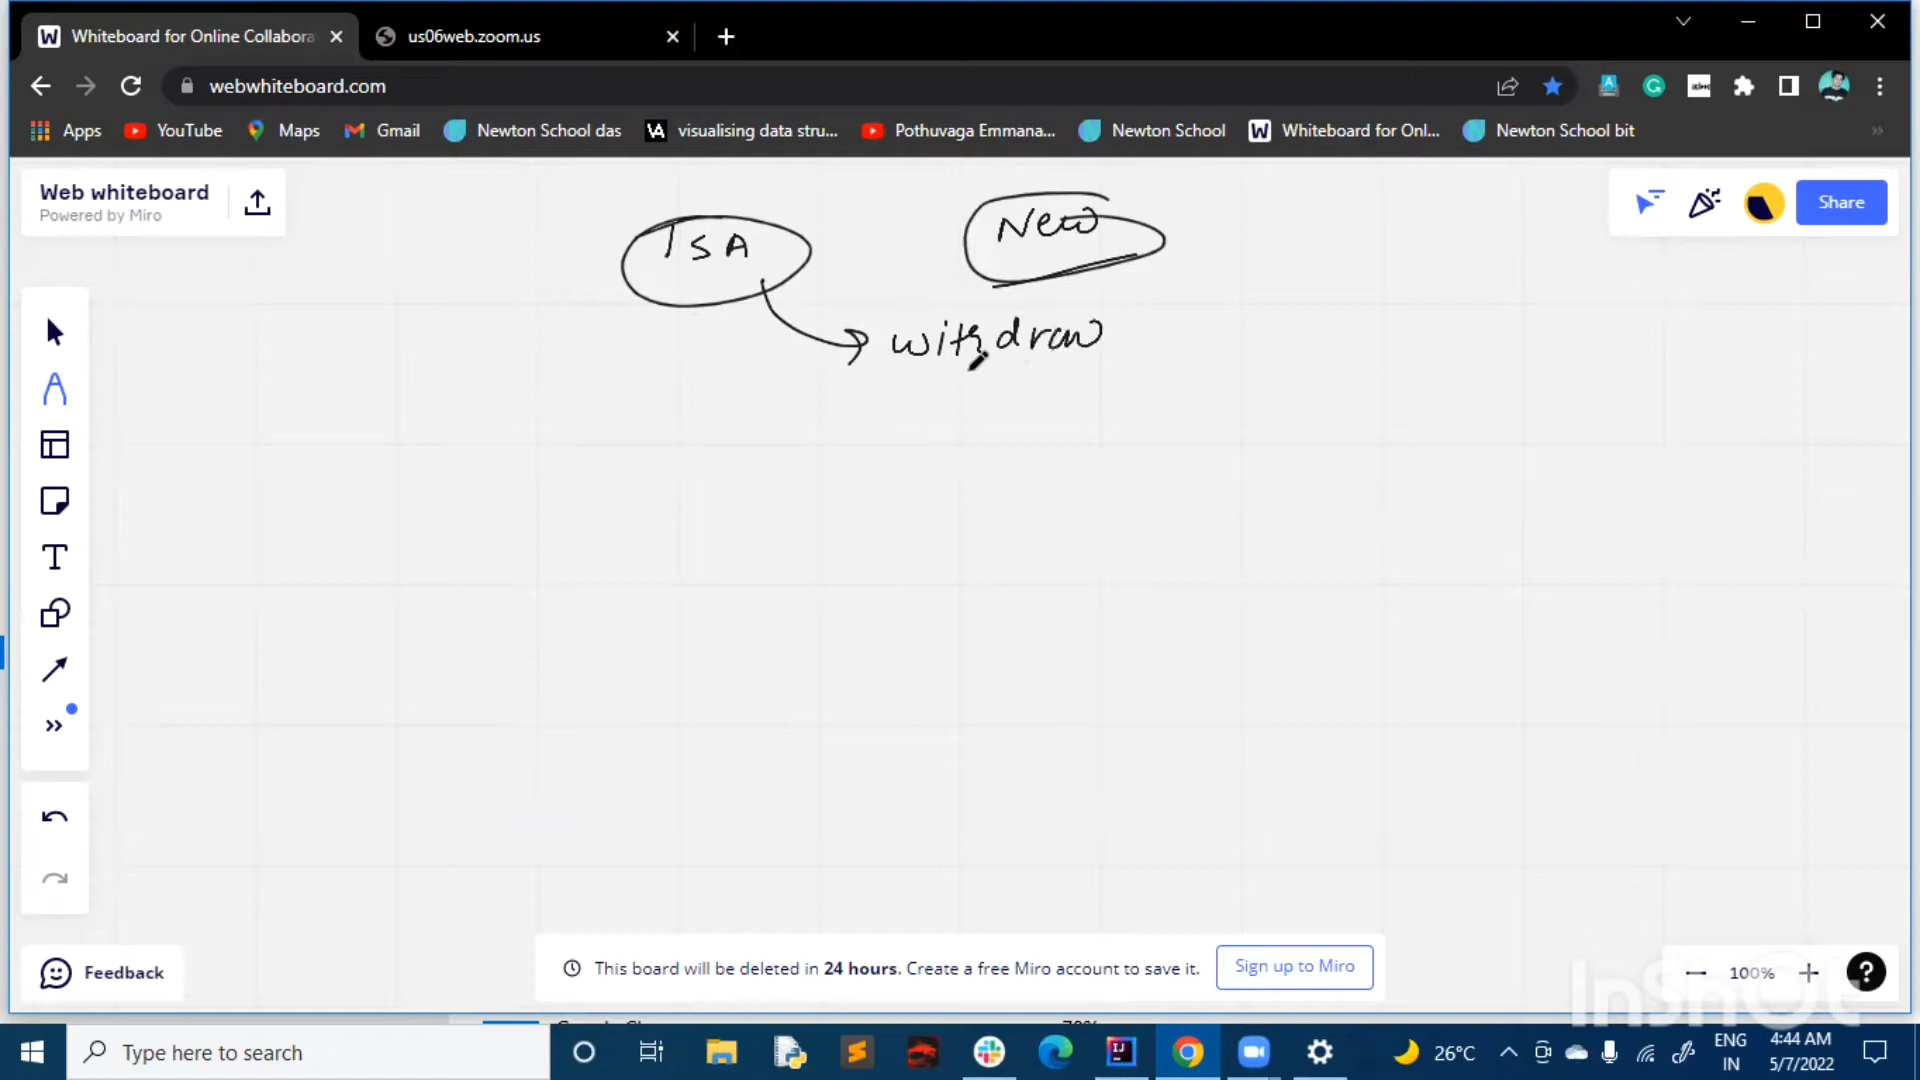 Whiteboard for Online Collabora
us06web.zoom.us
webwhiteboard.com
Apps
YouTube
Maps
Gmail
Newton School das
visualising data stru...
Pothuvaga Emmana...
Newton School
Whiteboard for Onl...
Newton School bit
Web whiteboard
Powered by Miro
Share
ISA
New
withdraw
Feedback
This board will be deleted in 24 hours. Create a free Miro account to save it.
Sign up to Miro
100%
InShot
Type here to search
26°C
ENG
IN
4:44 AM
5/7/2022